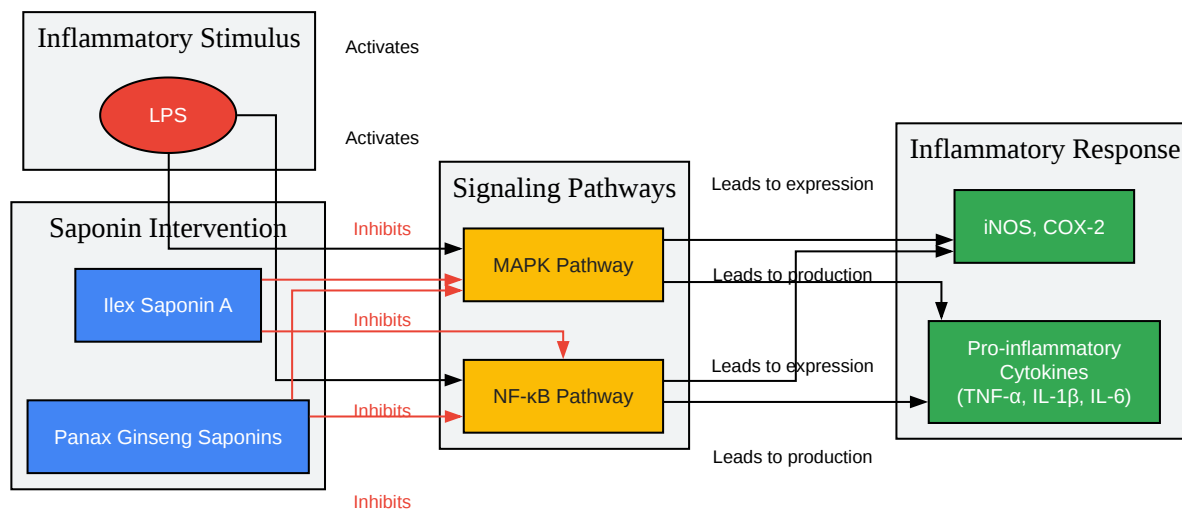 Inflammatory Stimulus
LPS
Saponin Intervention
Ilex Saponin A
Panax Ginseng Saponins
Activates
Activates
Inhibits
Inhibits
Inhibits
Inhibits
Signaling Pathways
MAPK Pathway
NF-κB Pathway
Leads to expression
Leads to production
Leads to expression
Leads to production
Inflammatory Response
iNOS, COX-2
Pro-inflammatory
Cytokines
(TNF-α, IL-1β, IL-6)